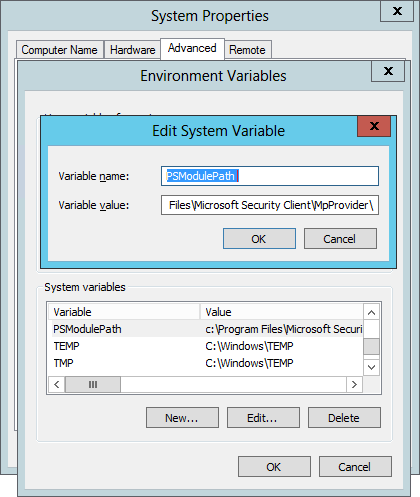 System Properties
x
Computer Name Hardware Advanced Remote
x
Environment Variables
x
Edit System Variable
Variable name: PSModulePath
Variable value: Files\Microsoft Security Client\MpProvider\
OK Cancel
System variables
Variable Value
PSModulePath c:\Program Files\Microsoft Securi
TEMP C:\Windows\TEMP
TMP C:\Windows\TEMP
New... Edit... Delete
OK Cancel